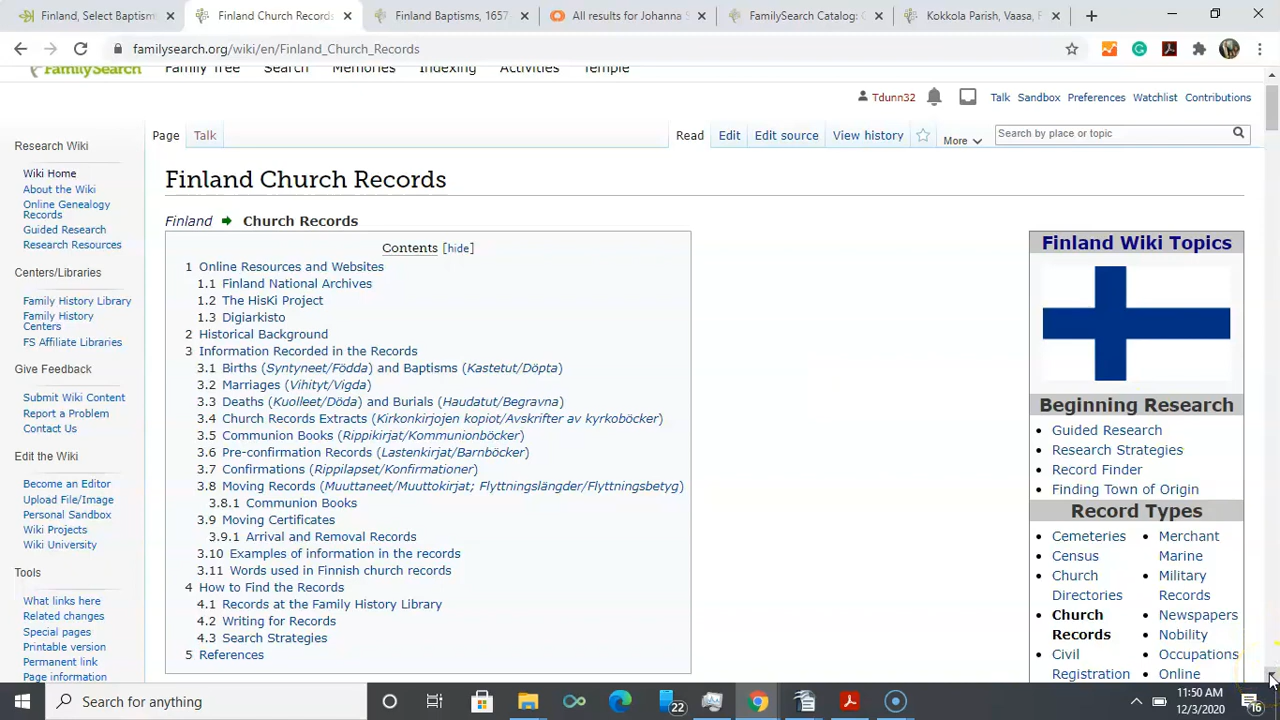 Finland, Select Baptism
Finland Church Records
Finland Baptisms, 1657
All results for Johanna S
FamilySearch Catalog: C
Kokkola Parish, Vaasa, F
familysearch.org/wiki/en/Finland_Church_Records
FamilySearch
Family Tree
Search
Memories
Indexing
Activities
Temple
Tdunn32
Talk
Sandbox
Preferences
Watchlist
Contributions
Page
Talk
Read
Edit
Edit source
View history
More
Search by place or topic
Research Wiki
Wiki Home
About the Wiki
Online Genealogy
Records
Guided Research
Research Resources
Centers/Libraries
Family History Library
Family History
Centers
FS Affiliate Libraries
Give Feedback
Submit Wiki Content
Report a Problem
Contact Us
Edit the Wiki
Become an Editor
Upload File/Image
Personal Sandbox
Wiki Projects
Wiki University
Tools
What links here
Related changes
Special pages
Printable version
Permanent link
Page information
Finland Church Records
Finland
Church Records
Contents [hide]
1 Online Resources and Websites
1.1 Finland National Archives
1.2 The HisKi Project
1.3 Digiarkisto
2 Historical Background
3 Information Recorded in the Records
3.1 Births (Syntyneet/Födda) and Baptisms (Kastetut/Döpta)
3.2 Marriages (Vihityt/Vigda)
3.3 Deaths (Kuolleet/Döda) and Burials (Haudatut/Begravna)
3.4 Church Records Extracts (Kirkonkirjojen kopiot/Avskrifter av kyrkoböcker)
3.5 Communion Books (Rippikirjat/Kommunionböcker)
3.6 Pre-confirmation Records (Lastenkirjat/Barnböcker)
3.7 Confirmations (Rippilapset/Konfirmationer)
3.8 Moving Records (Muuttaneet/Muuttokirjat; Flyttningslängder/Flyttningsbetyg)
3.8.1 Communion Books
3.9 Moving Certificates
3.9.1 Arrival and Removal Records
3.10 Examples of information in the records
3.11 Words used in Finnish church records
4 How to Find the Records
4.1 Records at the Family History Library
4.2 Writing for Records
4.3 Search Strategies
5 References
Finland Wiki Topics
Beginning Research
Guided Research
Research Strategies
Record Finder
Finding Town of Origin
Record Types
Cemeteries
Census
Church
Directories
Church
Records
Civil
Registration
Merchant
Marine
Military
Records
Newspapers
Nobility
Occupations
Online
Search for anything
22
11:50 AM
12/3/2020
16